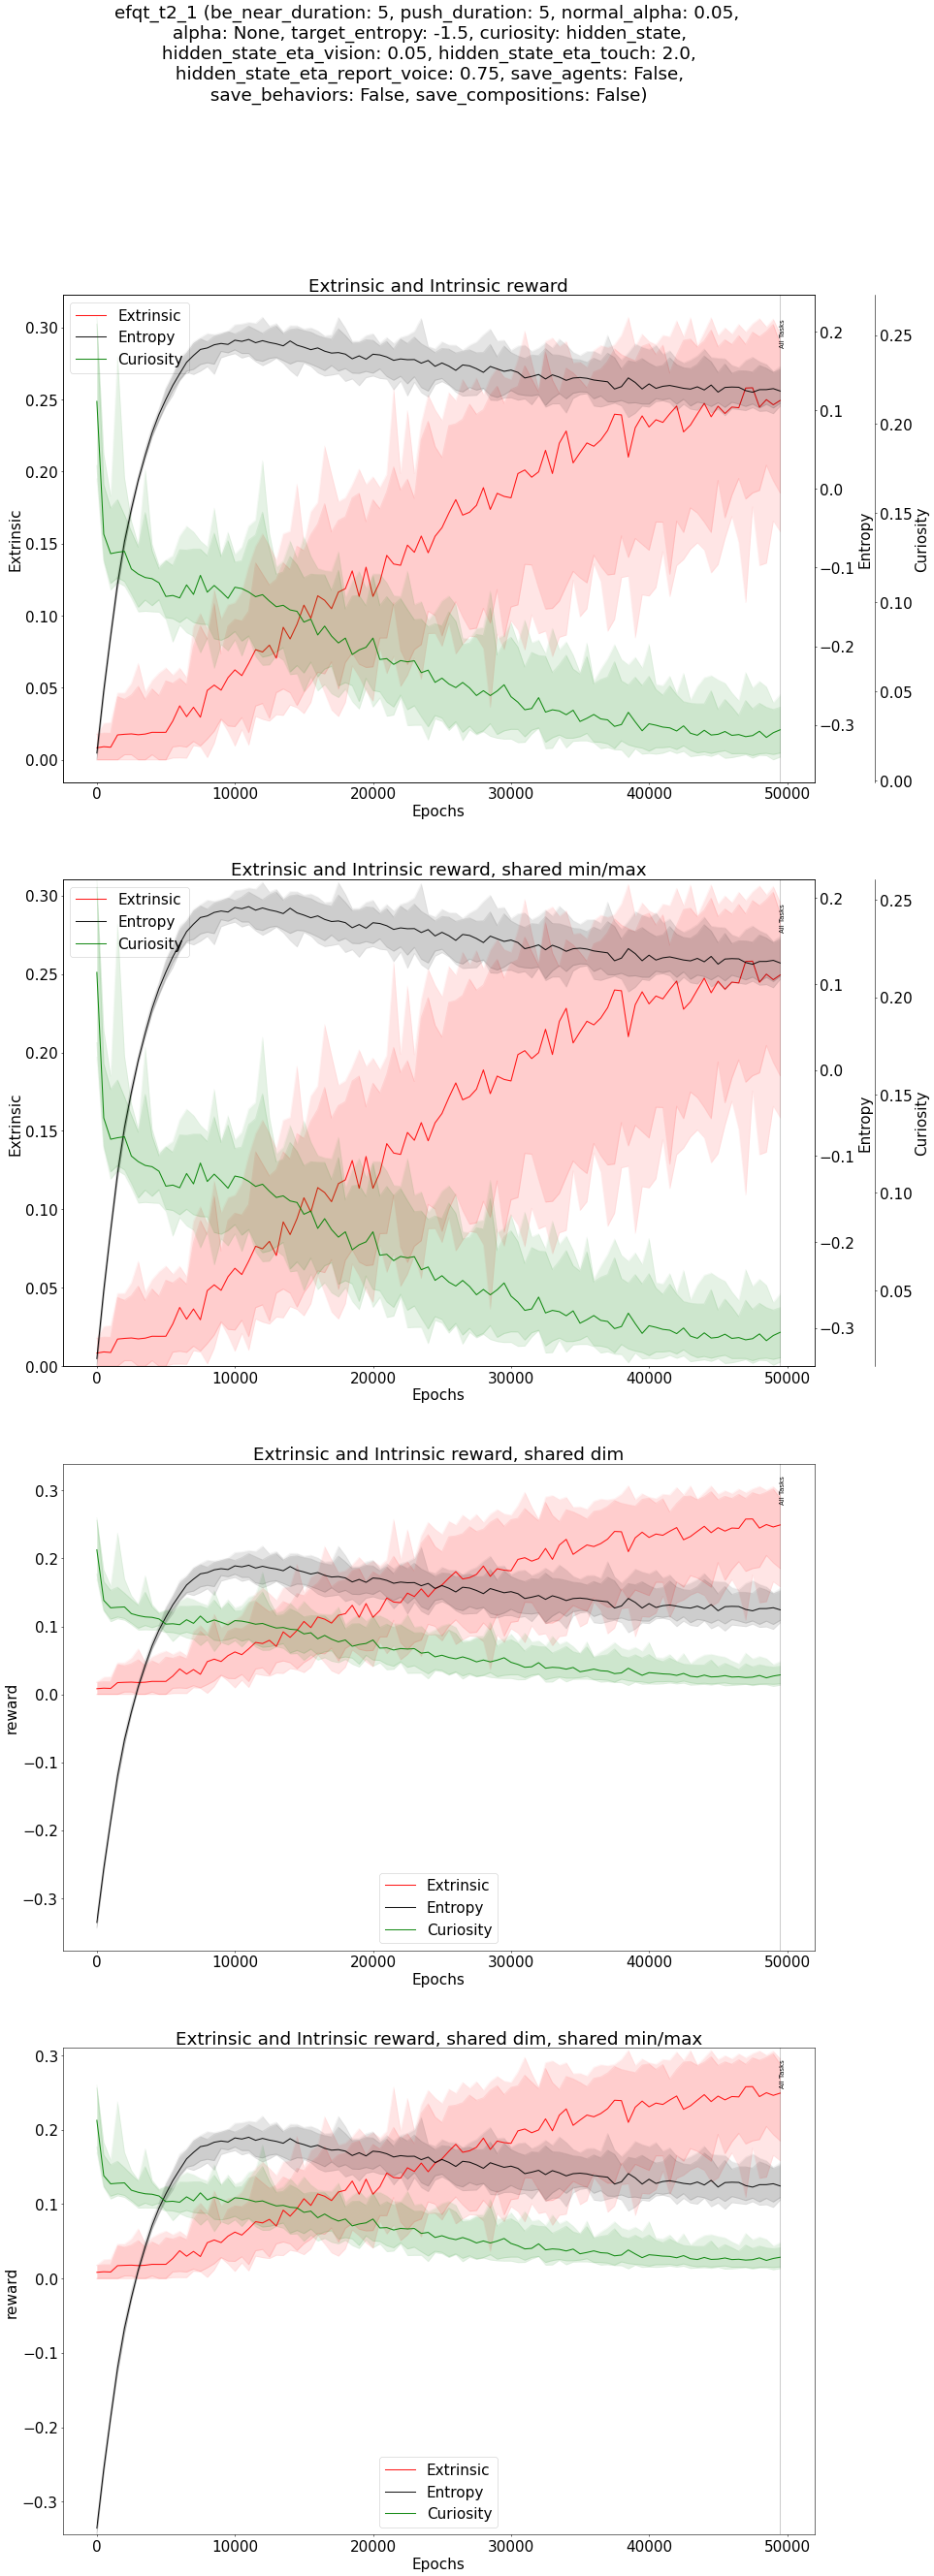 efqt_t2_1 (be_near_duration: 5, push_duration: 5, normal_alpha: 0.05,
alpha: None, target_entropy: -1.5, curiosity: hidden_state,
hidden_state_eta_vision: 0.05, hidden_state_eta_touch: 2.0,
hidden_state_eta_report_voice: 0.75, save_agents: False,
save_behaviors: False, save_compositions: False)
Extrinsic and Intrinsic reward
Extrinsic
Entropy
Curiosity
All Tasks
0.30
0.25
0.20
0.15
0.10
0.05
0.00
Extrinsic
0.2
0.1
0.0
−0.1
−0.2
−0.3
Entropy
0.25
0.20
0.15
0.10
0.05
0.00
Curiosity
0 10000 20000 30000 40000 50000
Epochs
Extrinsic and Intrinsic reward, shared min/max
Extrinsic
Entropy
Curiosity
All Tasks
0.30
0.25
0.20
0.15
0.10
0.05
0.00
Extrinsic
0.2
0.1
0.0
−0.1
−0.2
−0.3
Entropy
0.25
0.20
0.15
0.10
0.05
Curiosity
0 10000 20000 30000 40000 50000
Epochs
Extrinsic and Intrinsic reward, shared dim
All Tasks
0.3
0.2
0.1
0.0
−0.1
−0.2
−0.3
reward
Extrinsic
Entropy
Curiosity
0 10000 20000 30000 40000 50000
Epochs
Extrinsic and Intrinsic reward, shared dim, shared min/max
All Tasks
0.3
0.2
0.1
0.0
−0.1
−0.2
−0.3
reward
Extrinsic
Entropy
Curiosity
0 10000 20000 30000 40000 50000
Epochs